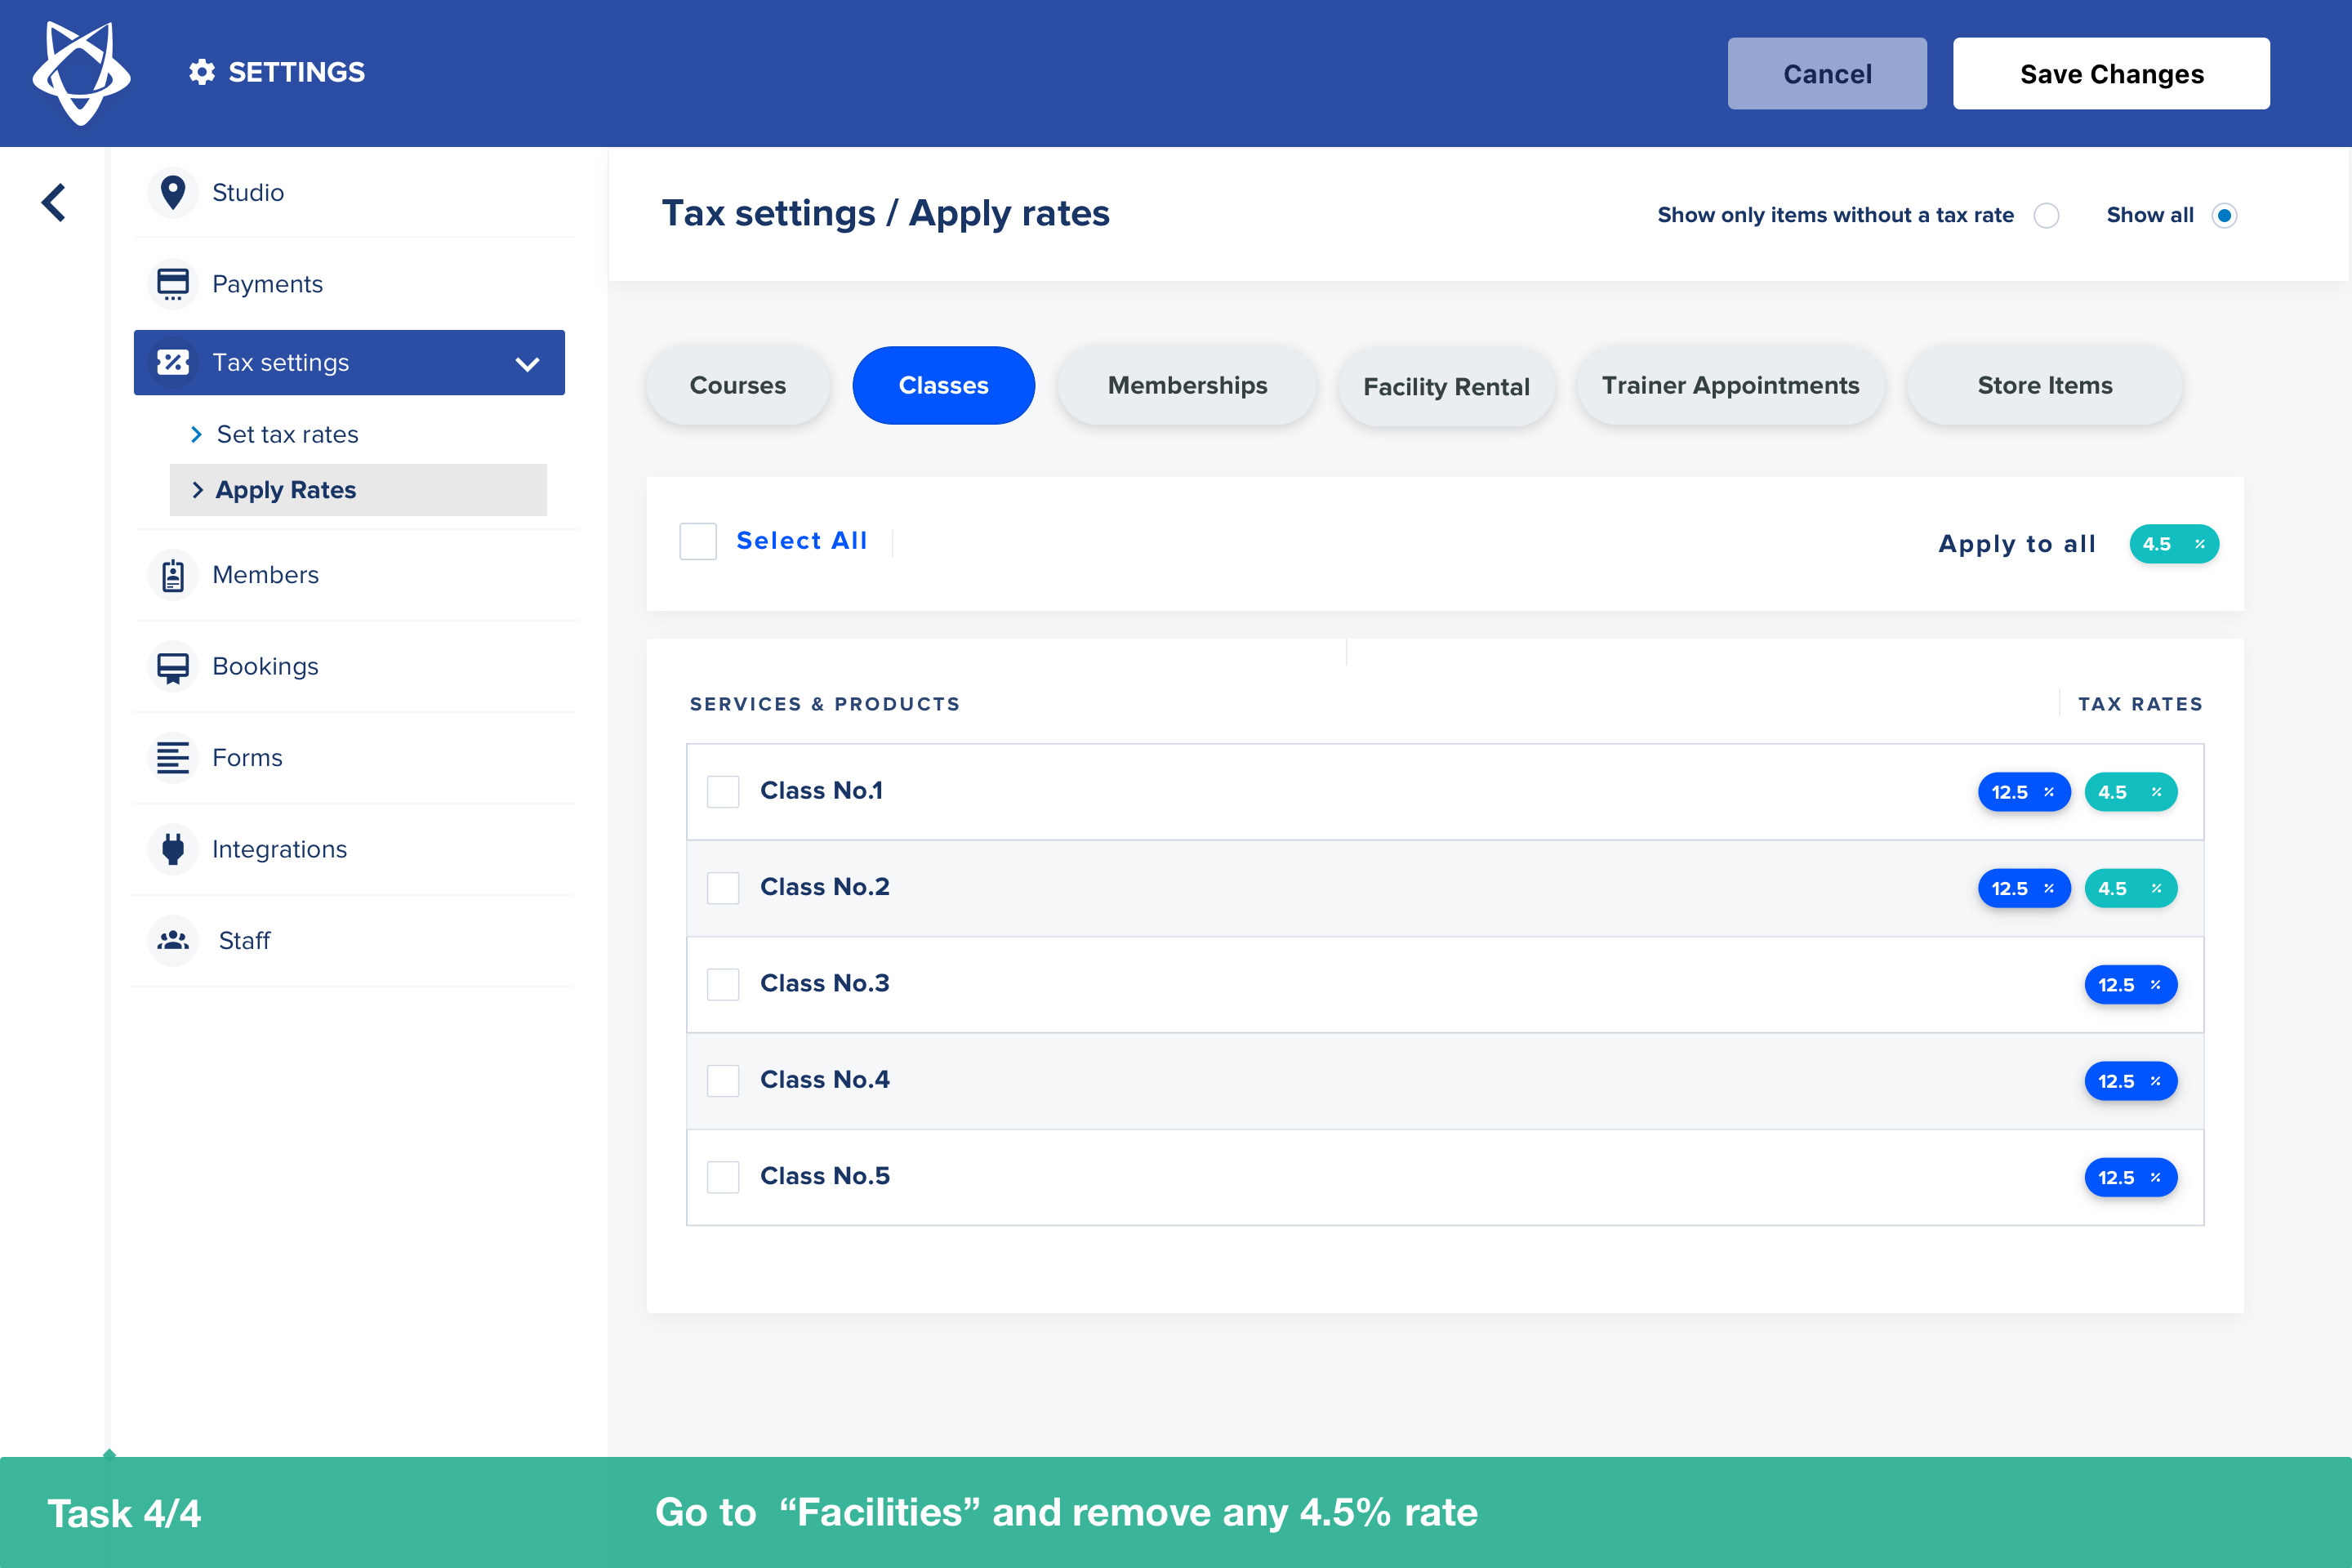 SETTINGS
Cancel
Save Changes
Studio
Payments
Tax settings
Set tax rates
Apply Rates
Members
Bookings
Forms
Integrations
Staff
Tax settings / Apply rates
Show only items without a tax rate
Show all
Courses
Classes
Memberships
Facility Rental
Trainer Appointments
Store Items
Select All
Apply to all
4.5 %
SERVICES & PRODUCTS
TAX RATES
Class No.1
12.5 %
4.5 %
Class No.2
12.5 %
4.5 %
Class No.3
12.5 %
Class No.4
12.5 %
Class No.5
12.5 %
Task 4/4
Go to “Facilities” and remove any 4.5% rate